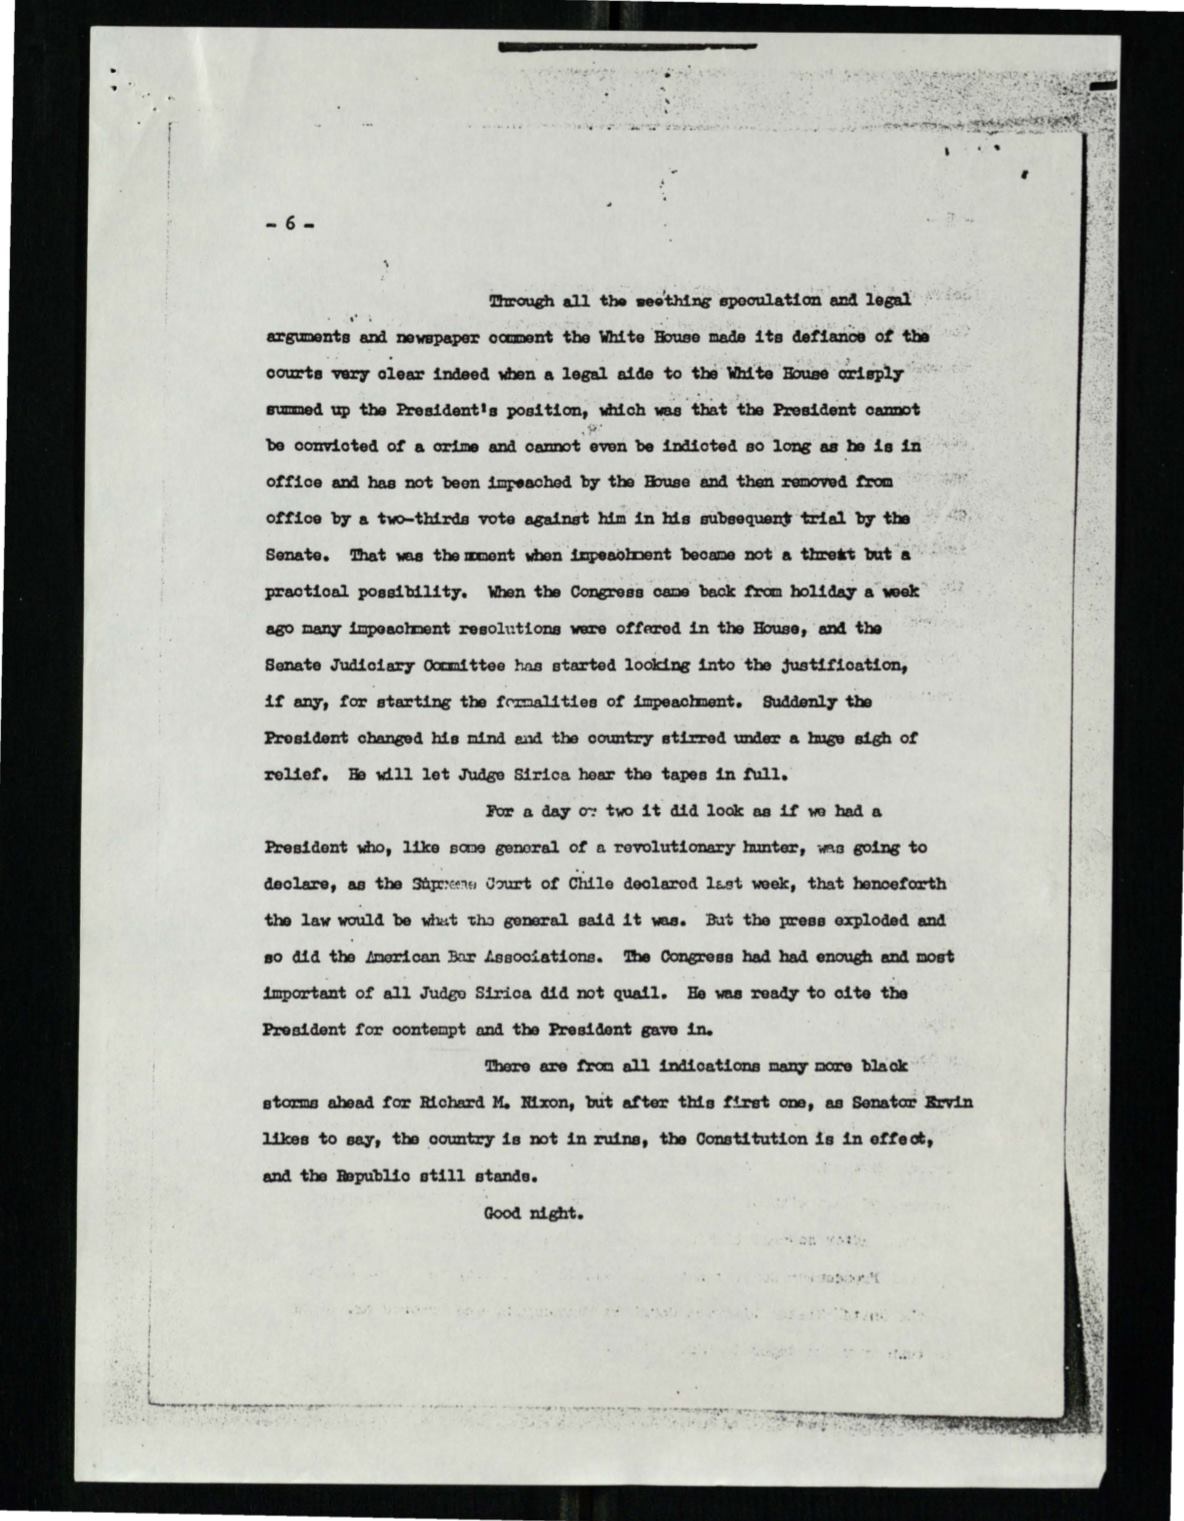 - 6 -
Through all the seething speculation and legal
arguments and newspaper comment the White House made its defiance of the
courts very clear indeed when a legal aide to the White House crisply
summed up the President's position, which was that the President cannot
be convicted of a crime and cannot even be indicted so long as he is in
office and has not been impeached by the House and then removed from
office by a two-thirds vote against him in his subsequent trial by the
Senate. That was the moment when impeachment became not a threat but a
practical possibility. When the Congress came back from holiday a week
ago many impeachment resolutions were offered in the House, and the
Senate Judiciary Committee has started looking into the justification,
if any, for starting the formalities of impeachment. Suddenly the
President changed his mind and the country stirred under a huge sigh of
relief. He will let Judge Sirica hear the tapes in full.
For a day or two it did look as if we had a
President who, like some general of a revolutionary hunter, was going to
declare, as the Supreme Court of Chile declared last week, that henceforth
the law would be what the general said it was. But the press exploded and
so did the American Bar Associations. The Congress had had enough and most
important of all Judge Sirica did not quail. He was ready to cite the
President for contempt and the President gave in.
There are from all indications many more black
storms ahead for Richard M. Nixon, but after this first one, as Senator Ervin
likes to say, the country is not in ruins, the Constitution is in effect,
and the Republic still stands.
Good night.